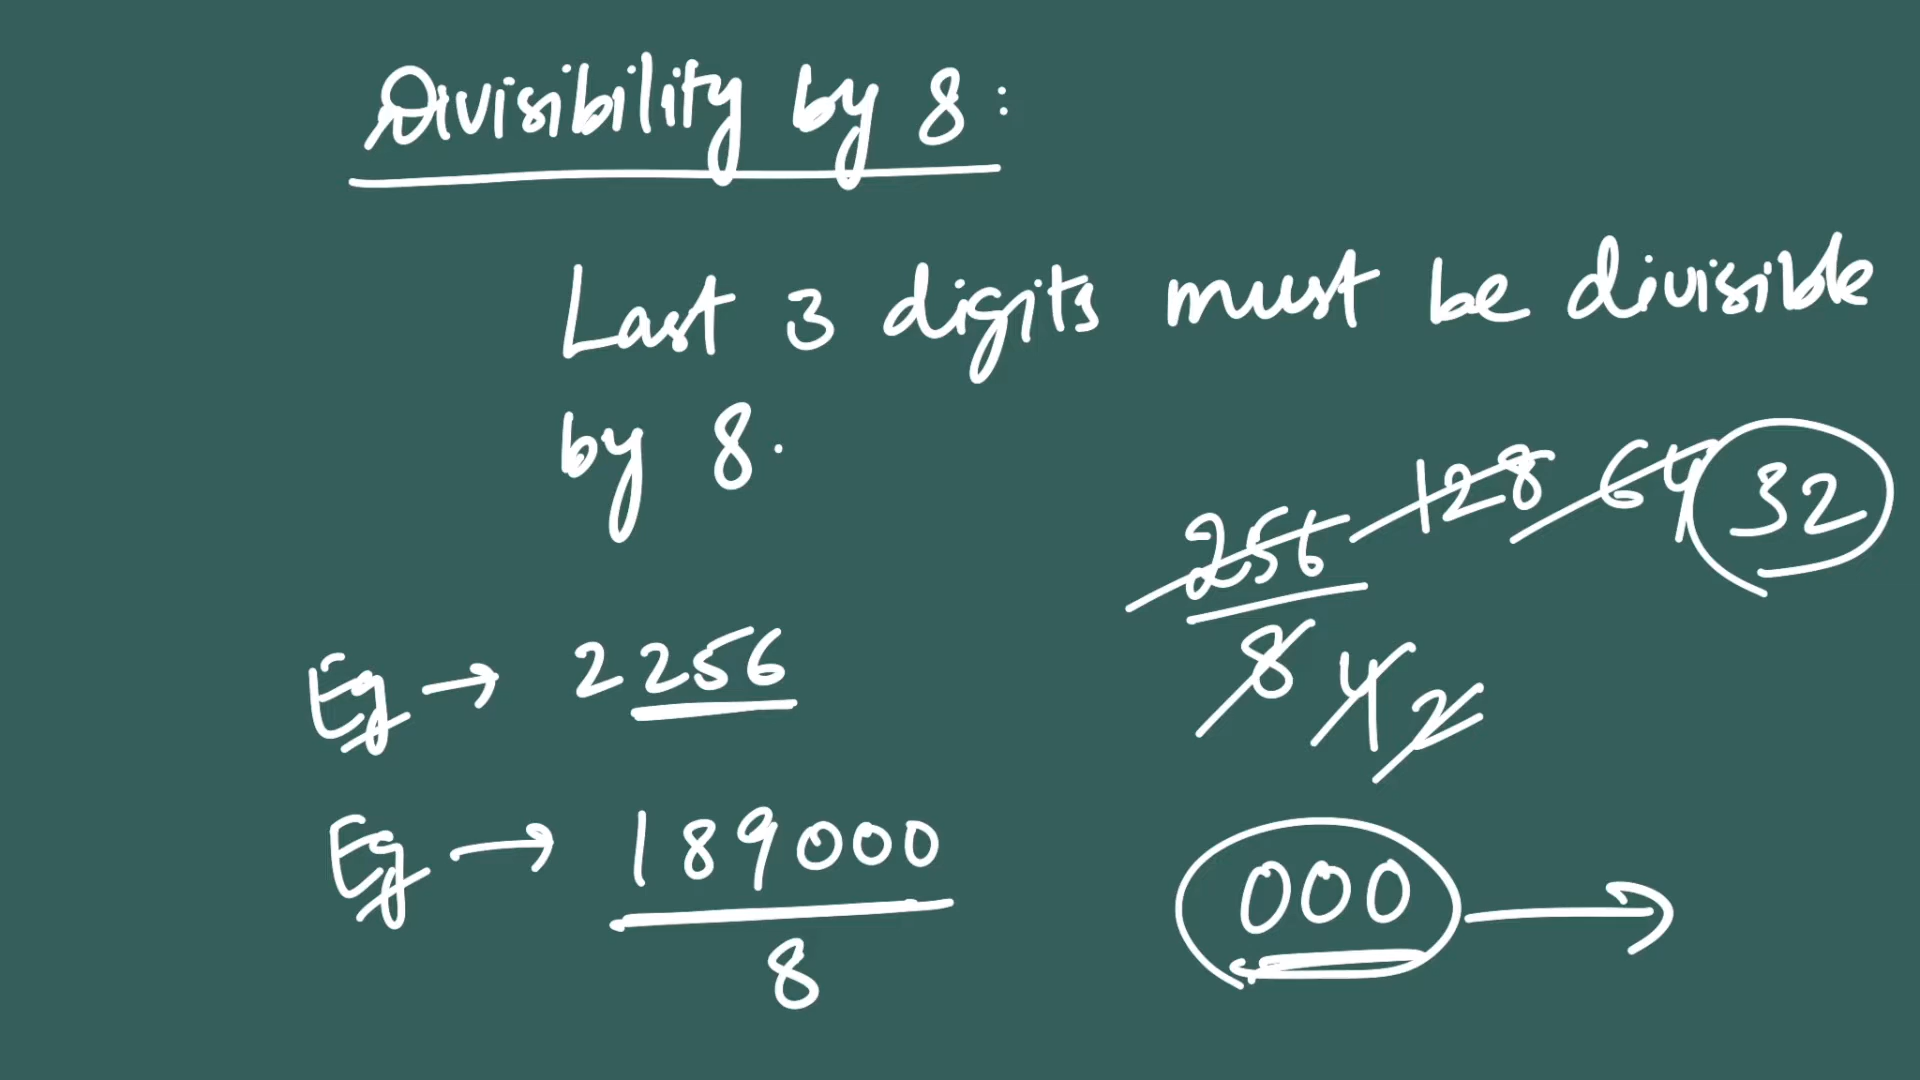 Divisibility by 8:
Last 3 digits must be divisible
by 8.
256 128 64 32
8 4 2
Eg → 2256
Eg → 189000
8
000 →